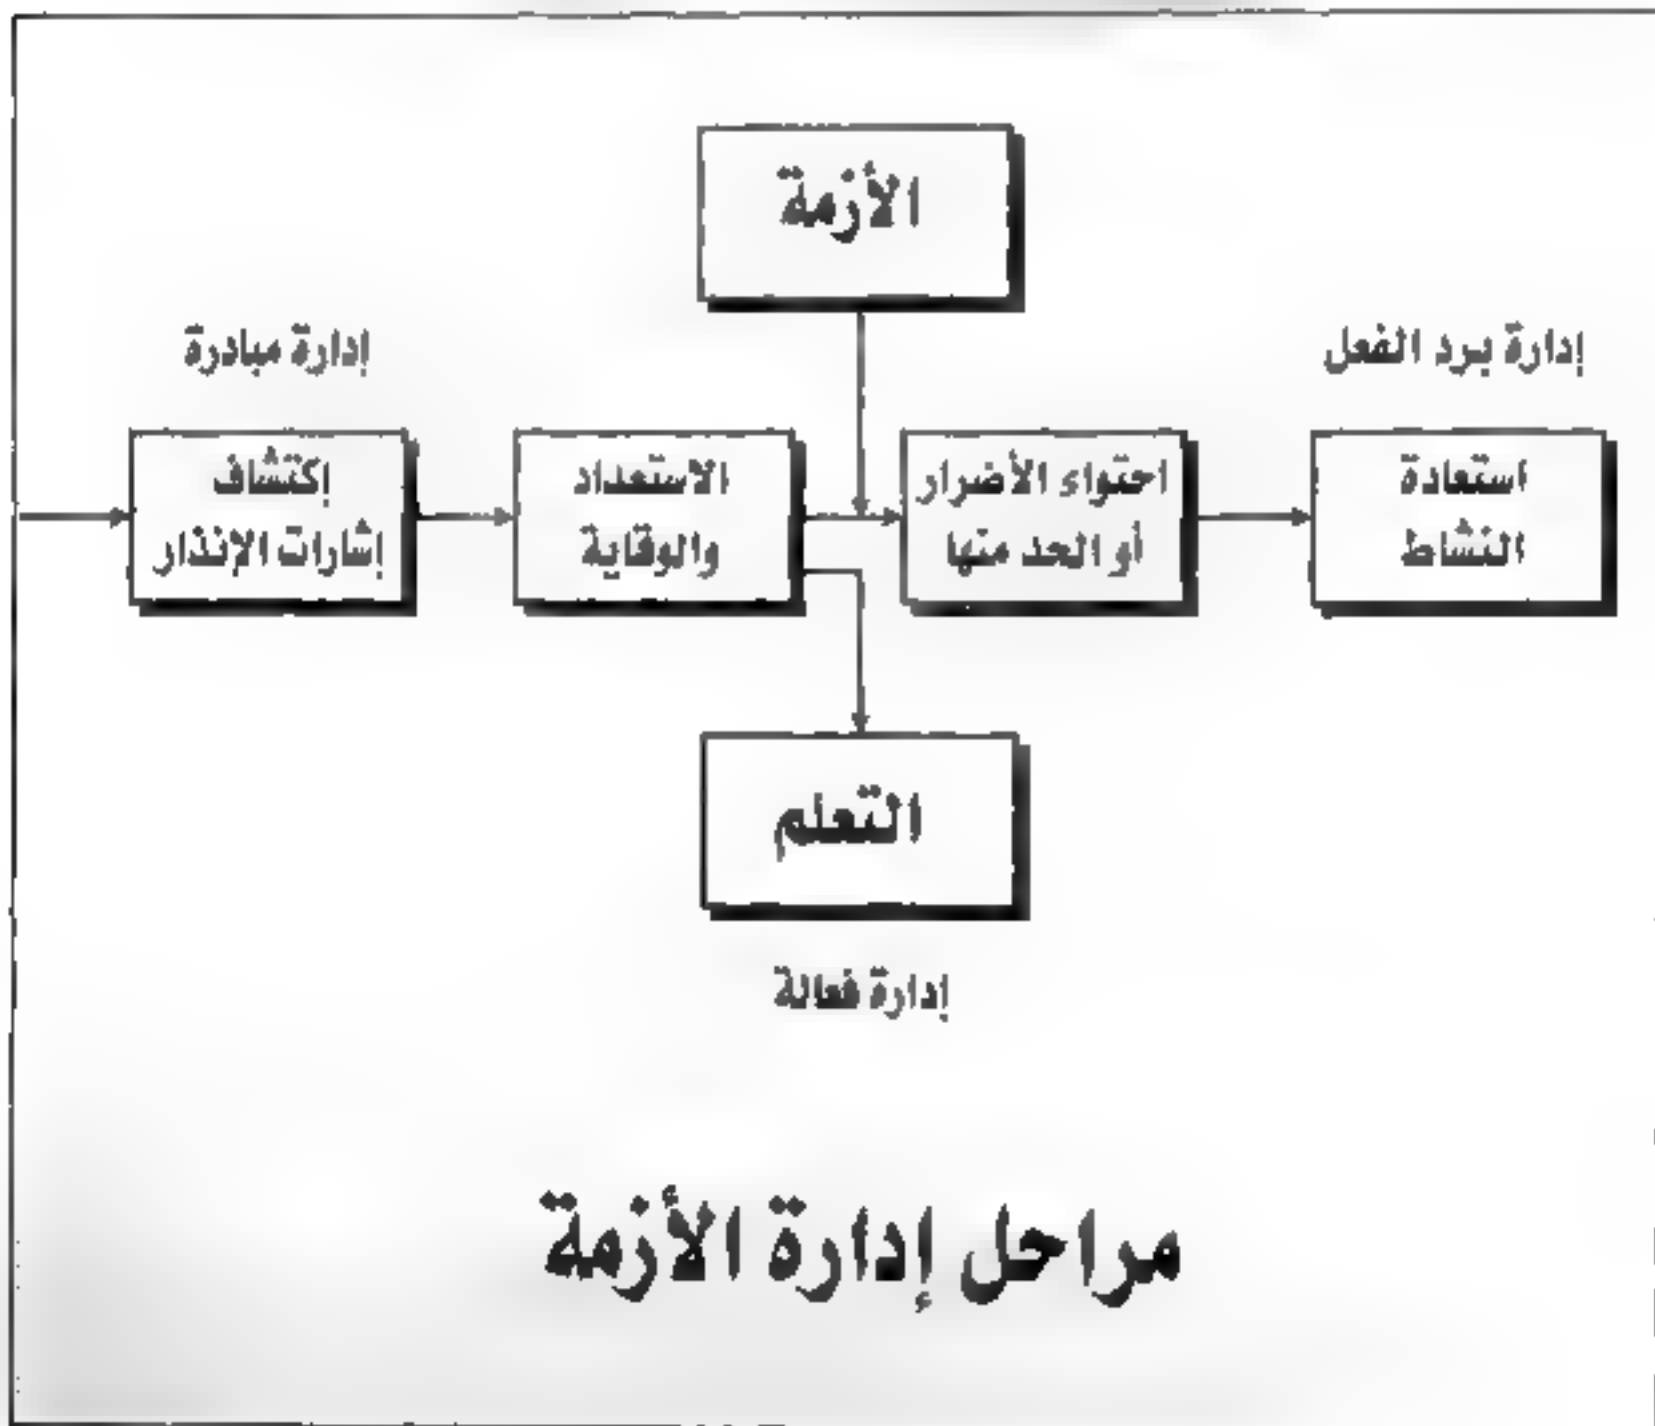 الأزمة
إدارة مبادرة
إدارة برد الفعل
إكتشاف
إشارات الإنذار
الاستعداد
والوقاية
احتواء الأضرار
أو الحد منها
استعادة
النشاط
التعلم
إدارة فعالة
مراحل إدارة الأزمة